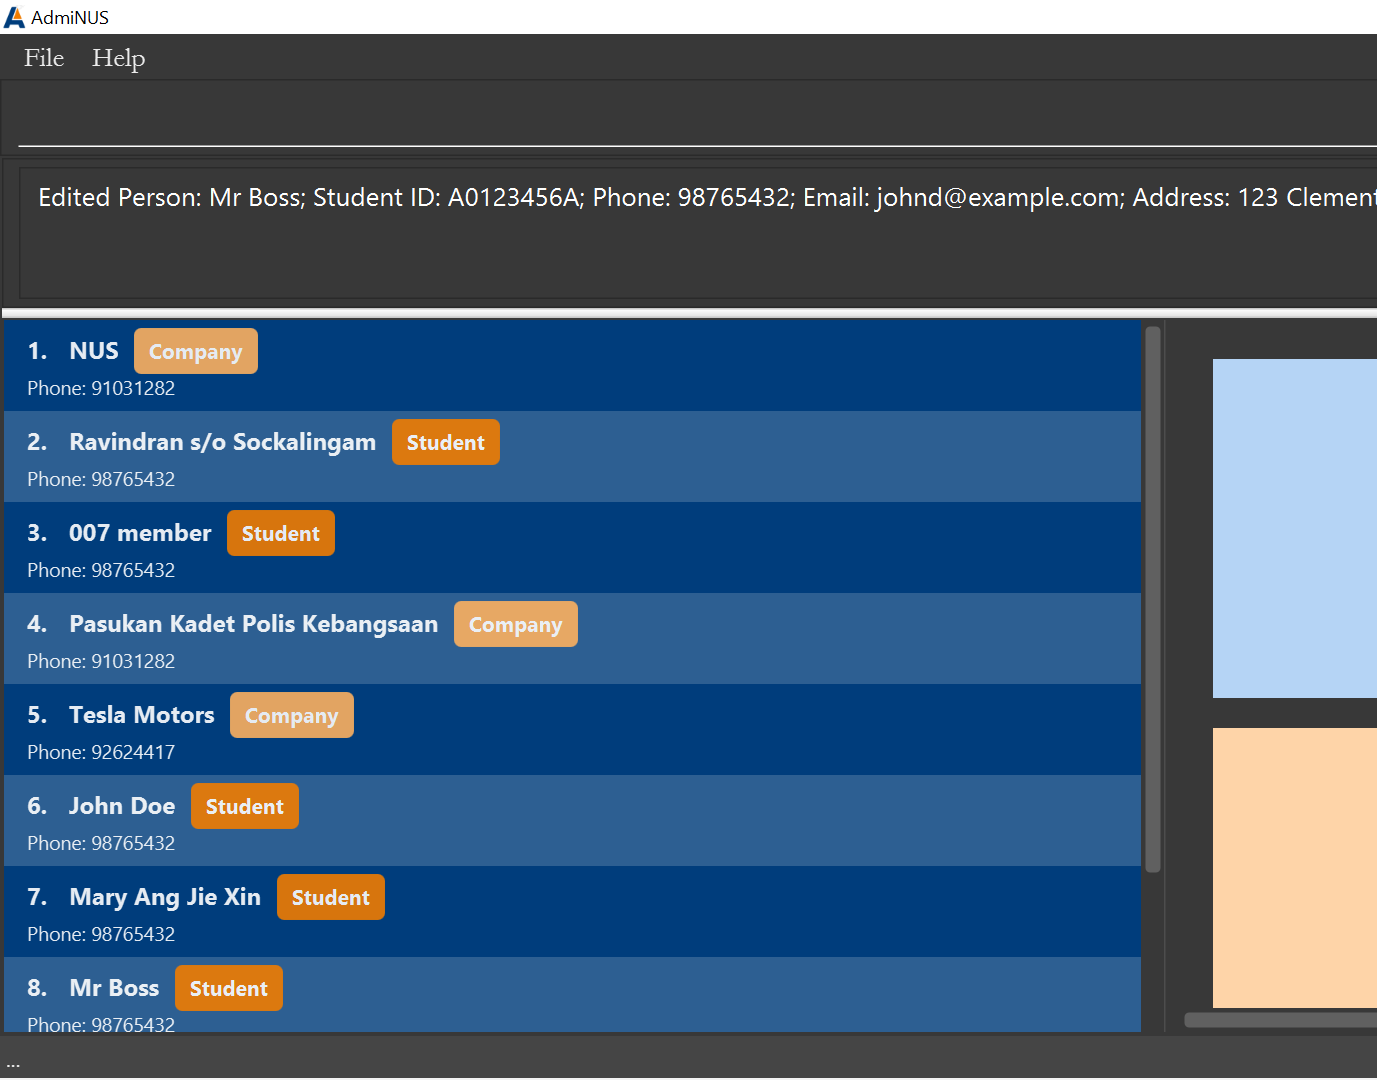 AdmiNUS
File Help
Edited Person: Mr Boss; Student ID: A0123456A; Phone: 98765432; Email: johnd@example.com; Address: 123 Clement
1. NUS Company
Phone: 91031282
2. Ravindran s/o Sockalingam Student
Phone: 98765432
3. 007 member Student
Phone: 98765432
4. Pasukan Kadet Polis Kebangsaan Company
Phone: 91031282
5. Tesla Motors Company
Phone: 92624417
6. John Doe Student
Phone: 98765432
7. Mary Ang Jie Xin Student
Phone: 98765432
8. Mr Boss Student
Phone: 98765432
...